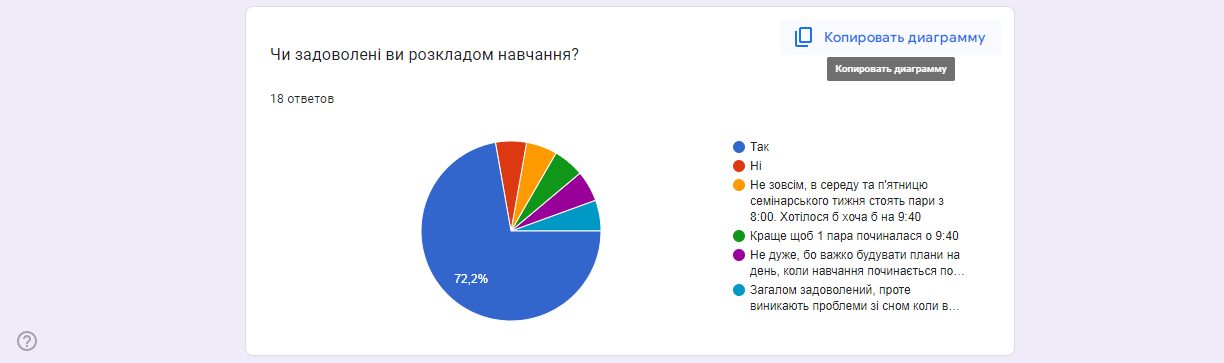 Чи задоволені ви розкладом навчання?
Копировать диаграмму
Копировать диаграмму
18 ответов
72,2%
Так
Ні
Не зовсім, в середу та п'ятницю
семінарського тижня стоять пари з
8:00. Хотілося б хоча б на 9:40
Краще щоб 1 пара починалася о 9:40
Не дуже, бо важко будувати плани на
день, коли навчання починається по…
Загалом задоволений, проте
виникають проблеми зі сном коли в…